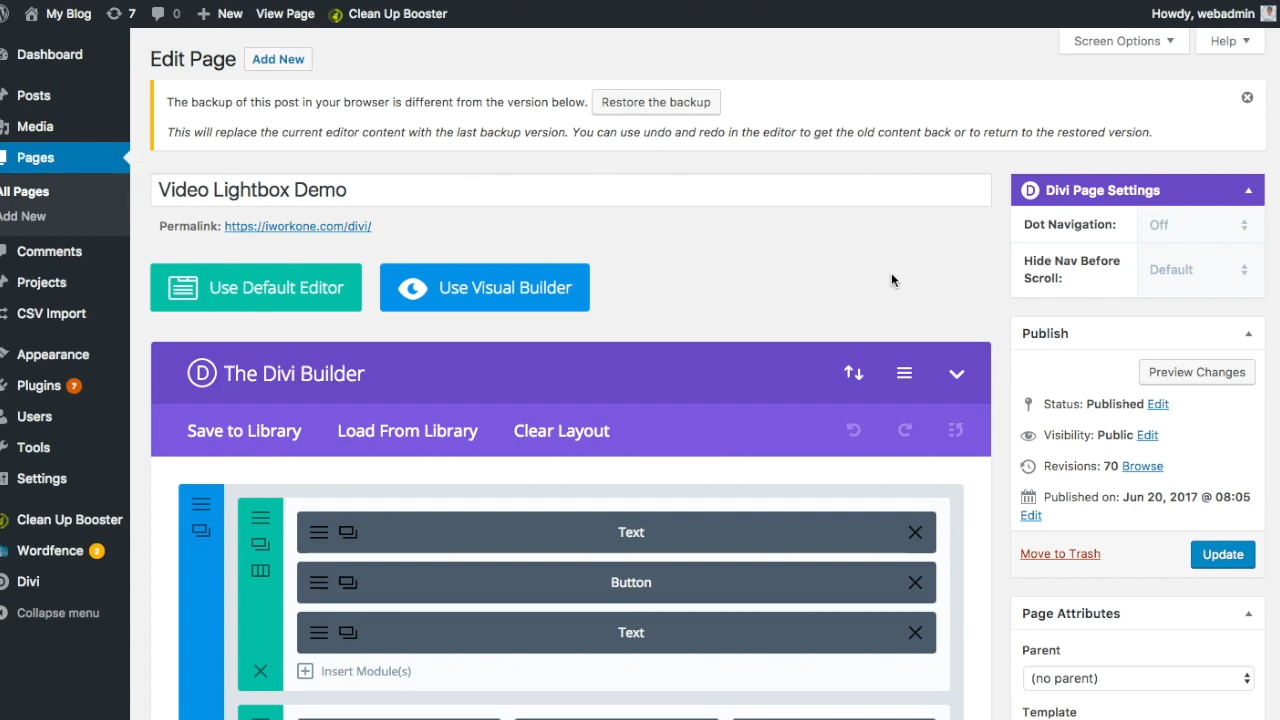 My Blog 7 0 New View Page Clean Up Booster Howdy, webadmin
Screen Options Help
Dashboard
Posts
Media
Pages
All Pages
Add New
Comments
Projects
CSV Import
Appearance
Plugins 7
Users
Tools
Settings
Clean Up Booster
Wordfence 2
Divi
Collapse menu
Edit Page Add New
The backup of this post in your browser is different from the version below. Restore the backup
This will replace the current editor content with the last backup version. You can use undo and redo in the editor to get the old content back or to return to the restored version.
Video Lightbox Demo
Permalink: https://iworkone.com/divi/
Use Default Editor Use Visual Builder
D The Divi Builder
Save to Library Load From Library Clear Layout
Text
Button
Text
Insert Module(s)
D Divi Page Settings
Dot Navigation: Off
Hide Nav Before
Scroll: Default
Publish
Preview Changes
Status: Published Edit
Visibility: Public Edit
Revisions: 70 Browse
Published on: Jun 20, 2017 @ 08:05
Edit
Move to Trash Update
Page Attributes
Parent
(no parent)
Template